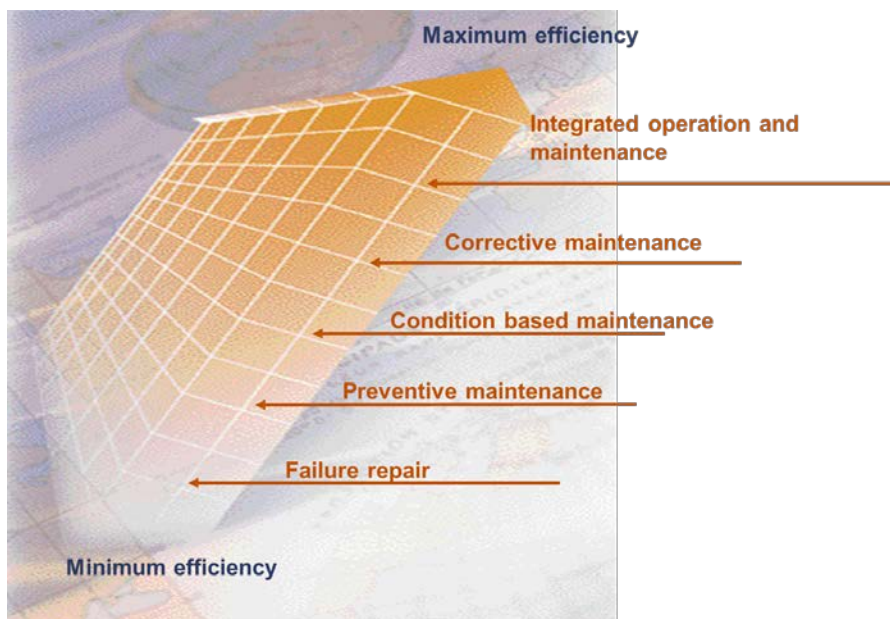 Maximum efficiency
Integrated operation and
maintenance
Corrective maintenance
Condition based maintenance
Preventive maintenance
Failure repair
Minimum efficiency